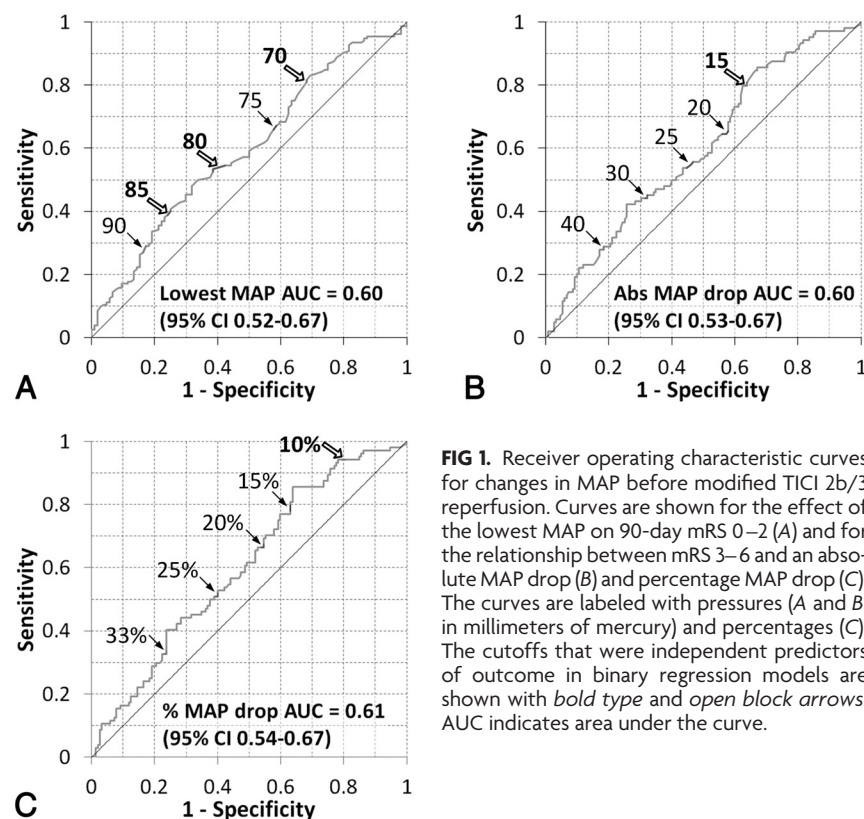 1
0.8
0.6
0.4
0.2
0
Sensitivity
70
75
80
85
90
Lowest MAP AUC = 0.60
(95% CI 0.52-0.67)
0 0.2 0.4 0.6 0.8 1
1 - Specificity
A
1
0.8
0.6
0.4
0.2
0
Sensitivity
15
20
25
30
40
Abs MAP drop AUC = 0.60
(95% CI 0.53-0.67)
0 0.2 0.4 0.6 0.8 1
1 - Specificity
B
1
0.8
0.6
0.4
0.2
0
Sensitivity
10%
15%
20%
25%
33%
% MAP drop AUC = 0.61
(95% CI 0.54-0.67)
0 0.2 0.4 0.6 0.8 1
1 - Specificity
C
FIG 1. Receiver operating characteristic curves
for changes in MAP before modified TICI 2b/3
reperfusion. Curves are shown for the effect of
the lowest MAP on 90-day mRS 0–2 (A) and for
the relationship between mRS 3–6 and an abso-
lute MAP drop (B) and percentage MAP drop (C)
The curves are labeled with pressures (A and B
in millimeters of mercury) and percentages (C)
The cutoffs that were independent predictors
of outcome in binary regression models are
shown with bold type and open block arrows
AUC indicates area under the curve.